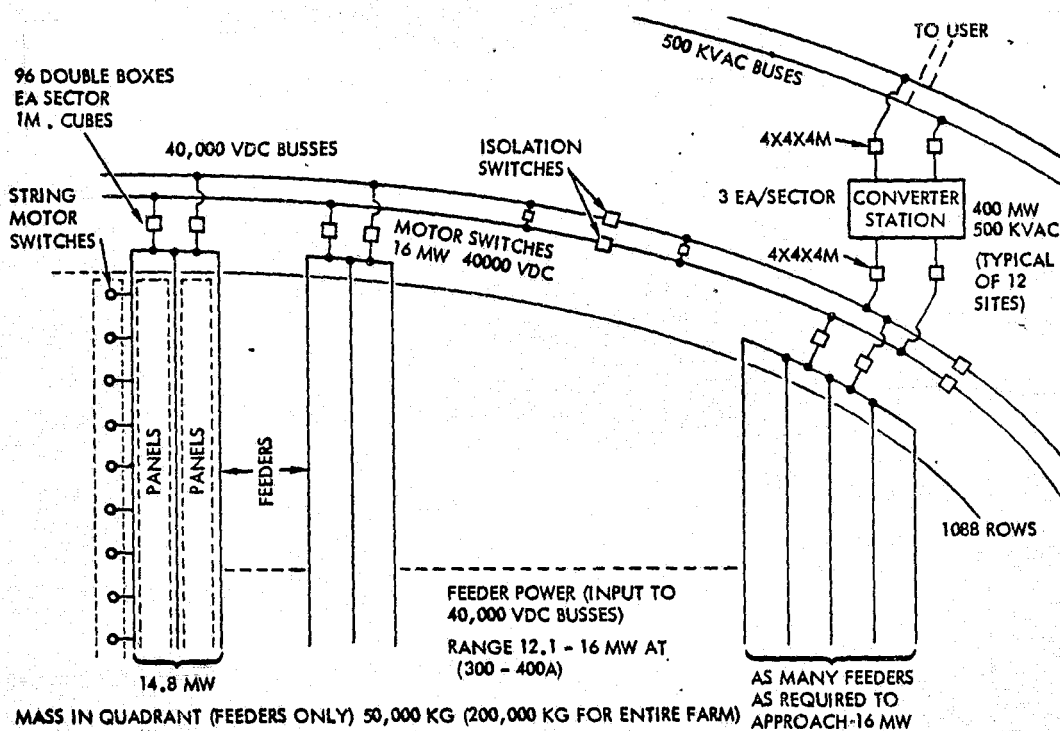 TO USER
500 KVAC BUSES
96 DOUBLE BOXES
EA SECTOR
1M. CUBES
40,000 VDC BUSSES
ISOLATION
SWITCHES
4X4X4M
3 EA/SECTOR
CONVERTER
STATION
400 MW
500 KVAC
(TYPICAL
OF 12
SITES)
STRING
MOTOR
SWITCHES
MOTOR SWITCHES
16 MW 40000 VDC
4X4X4M
PANELS
PANELS
FEEDERS
1088 ROWS
FEEDER POWER (INPUT TO
40,000 VDC BUSSES)
RANGE 12.1 - 16 MW AT
(300 - 400A)
14.8 MW
AS MANY FEEDERS
AS REQUIRED TO
APPROACH-16 MW
MASS IN QUADRANT (FEEDERS ONLY) 50,000 KG (200,000 KG FOR ENTIRE FARM)